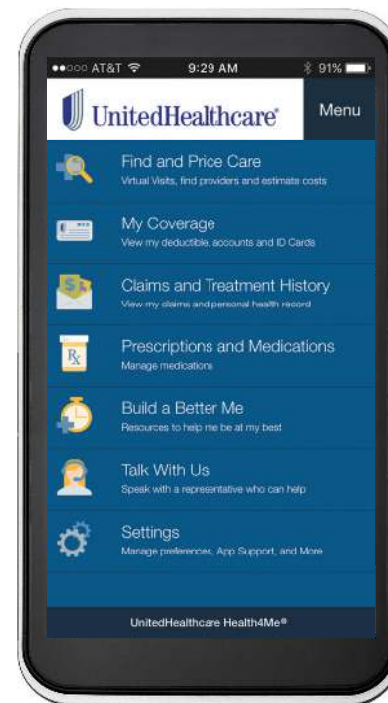 ●●○○○ AT&T 9:29 AM 91%
UnitedHealthcare® Menu
Find and Price Care
Virtual Visits, find providers and estimate costs
My Coverage
View my deductible, accounts and ID Cards
Claims and Treatment History
View my claims and personal health record
Rx
Prescriptions and Medications
Manage medications
Build a Better Me
Resources to help me be at my best
Talk With Us
Speak with a representative who can help
Settings
Manage preferences, App Support, and More
UnitedHealthcare Health4Me®